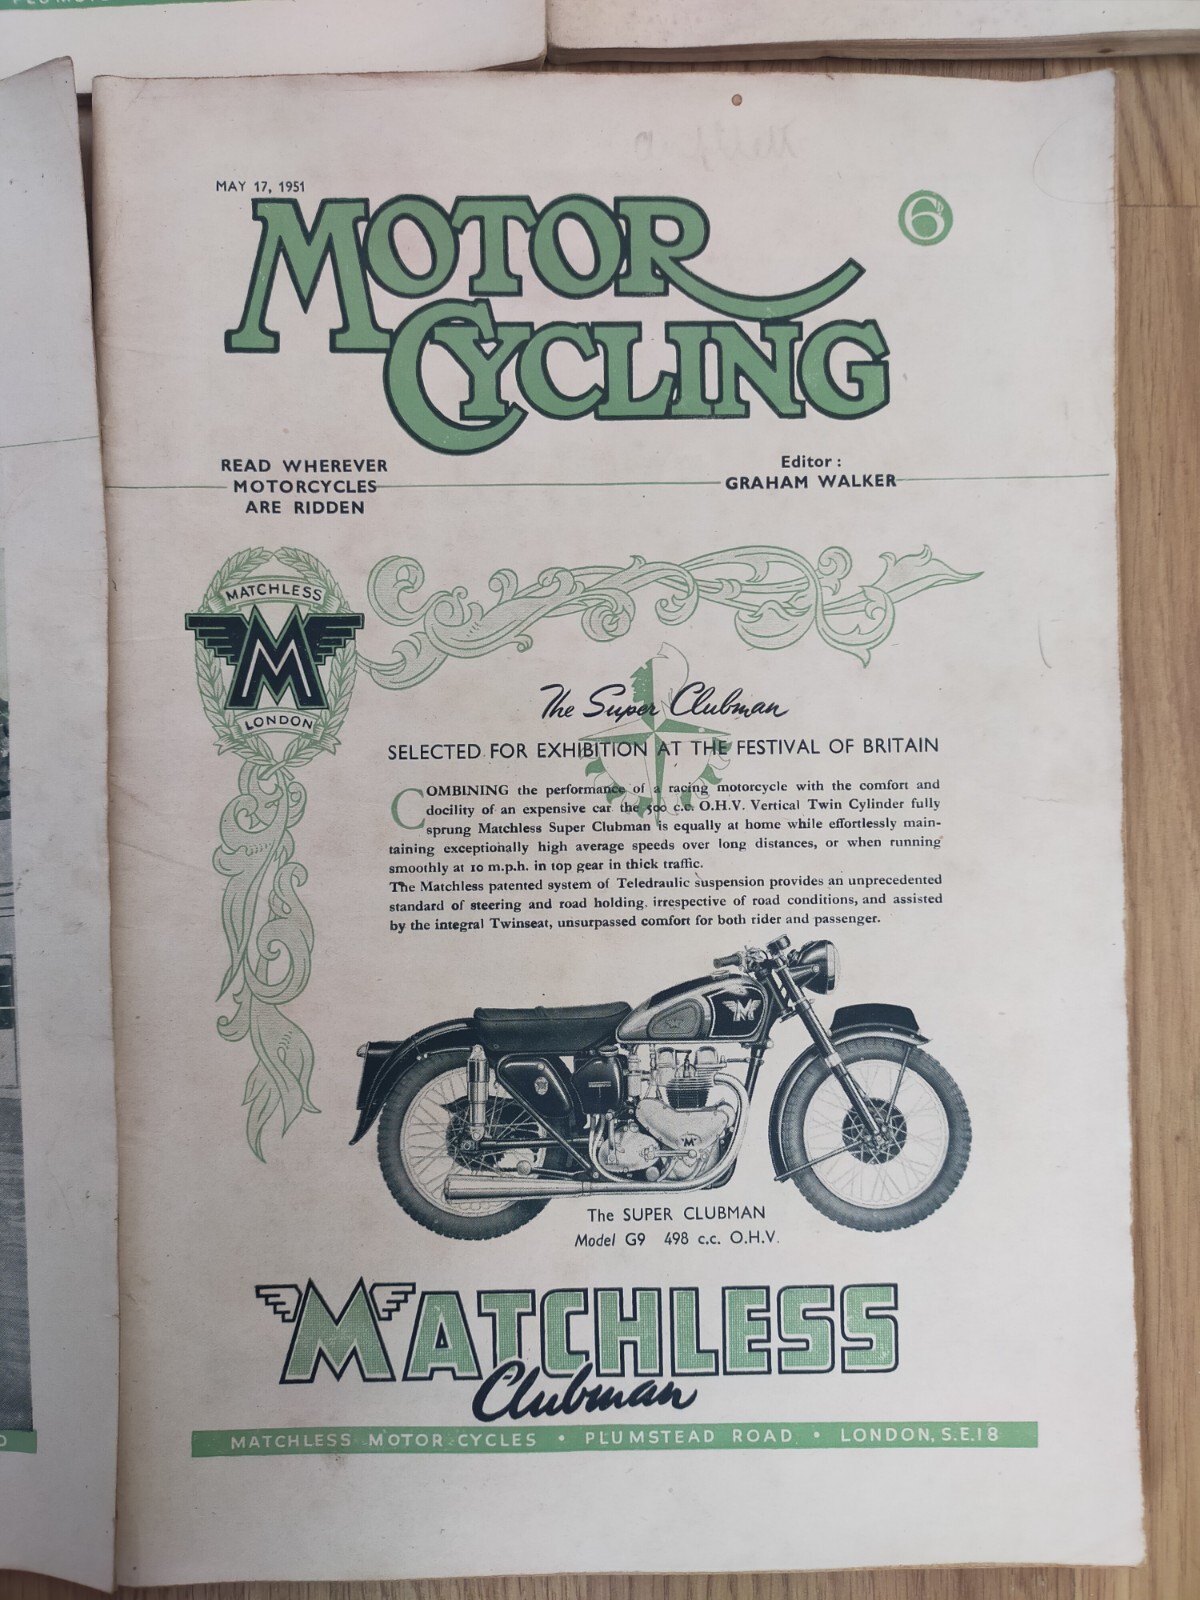 MAY 17, 1951
6D
MOTOR
CYCLING
READ WHEREVER
MOTORCYCLES
ARE RIDDEN
Editor :
GRAHAM WALKER
MATCHLESS
M
LONDON
The Super Clubman
SELECTED FOR EXHIBITION AT THE FESTIVAL OF BRITAIN
COMBINING the performance of a racing motorcycle with the comfort and
docility of an expensive car the 500 c.c. O.H.V. Vertical Twin Cylinder fully
sprung Matchless Super Clubman is equally at home while effortlessly main-
taining exceptionally high average speeds over long distances, or when running
smoothly at 10 m.p.h. in top gear in thick traffic.
The Matchless patented system of Teledraulic suspension provides an unprecedented
standard of steering and road holding, irrespective of road conditions, and assisted
by the integral Twinseat, unsurpassed comfort for both rider and passenger.
M
"M"
The SUPER CLUBMAN
Model G9 498 c.c. O.H.V.
MATCHLESS
Clubman
MATCHLESS MOTOR CYCLES • PLUMSTEAD ROAD • LONDON, S.E.18